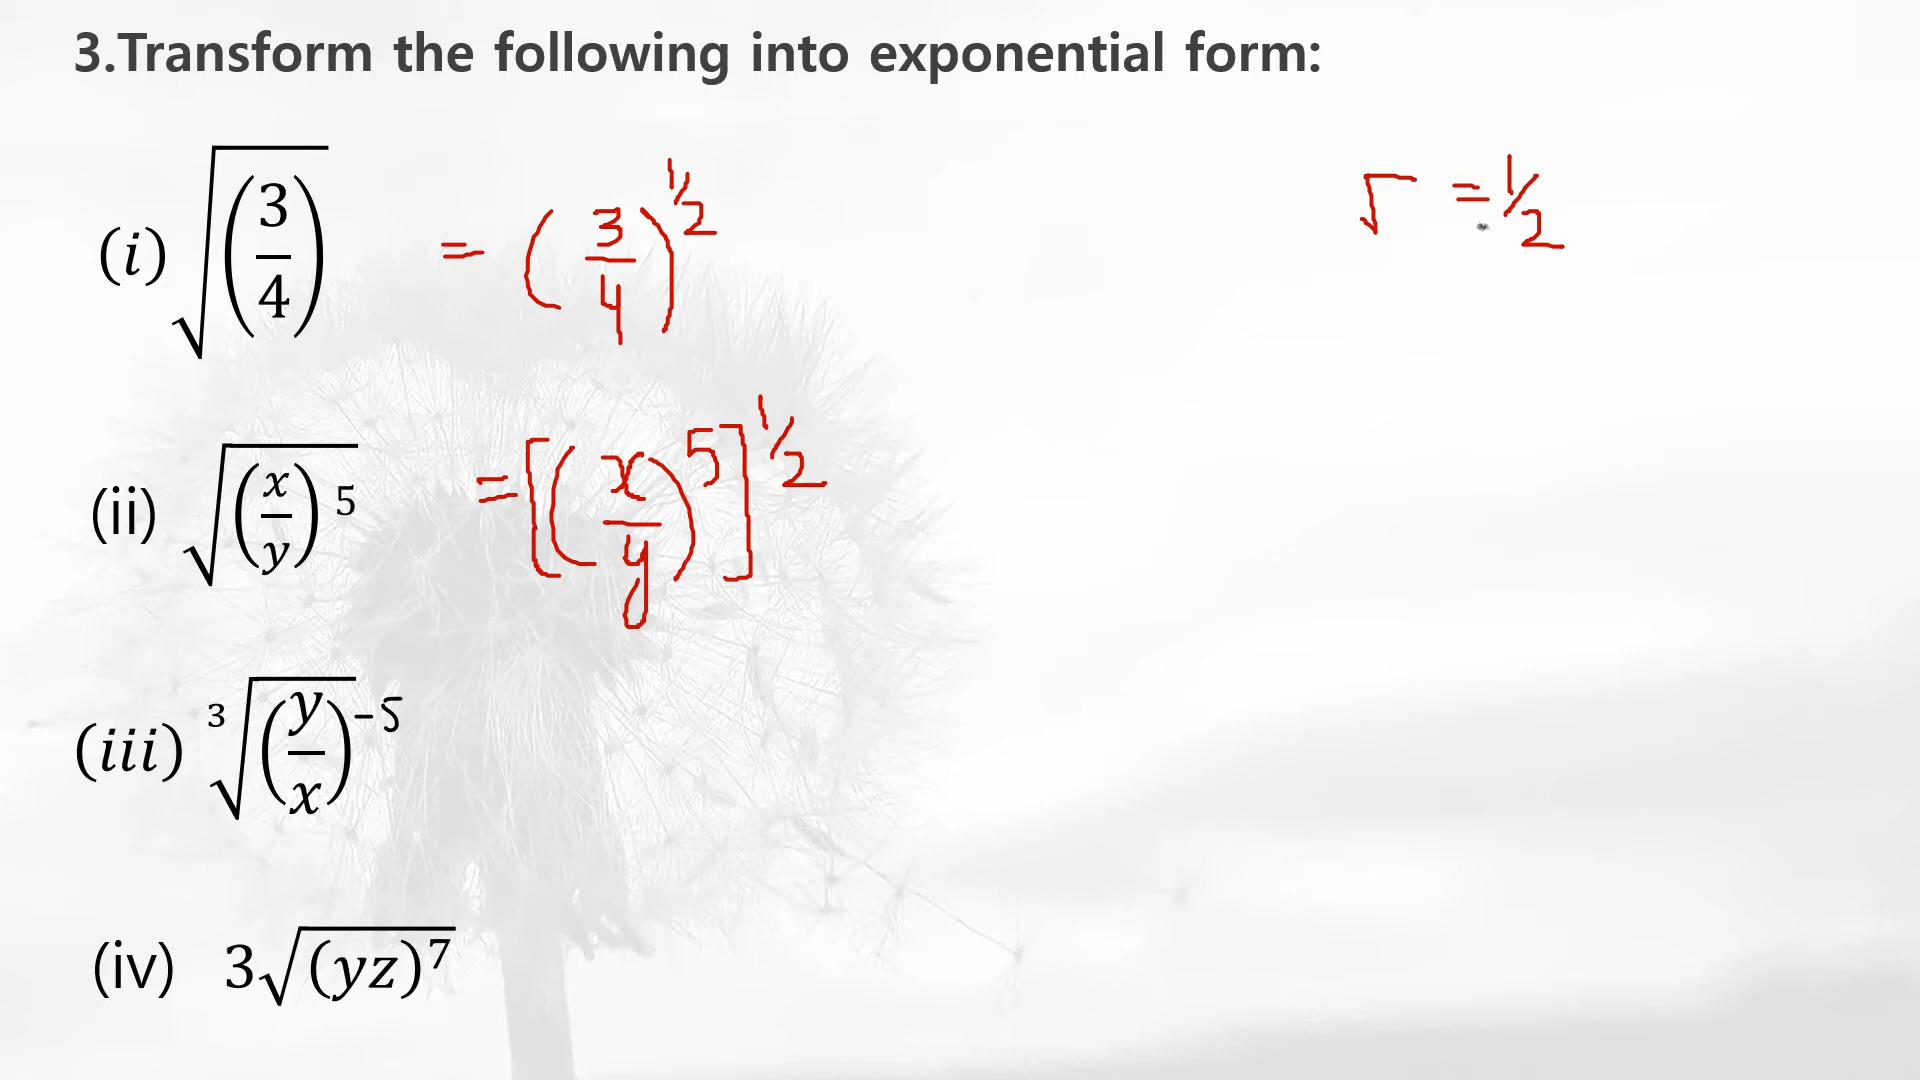 3.Transform the following into exponential form:
√ = 1/2
(i) √(3/4) = (3/4)^1/2
(ii) √(x/y)^5 = [(x/y)^5]^1/2
(iii) ³√(y/x)^-5
(iv) 3√(yz)^7